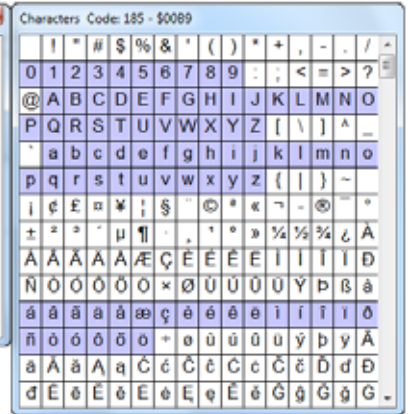 Characters Code: 185 - $00B9
! " # $ % & ' ( ) * + , - . /
0 1 2 3 4 5 6 7 8 9 : ; < = > ?
@ A B C D E F G H I J K L M N O
P Q R S T U V W X Y Z [ \ ] ^ _
` a b c d e f g h i j k l m n o
p q r s t u v w x y z { | } ~
¡ ¢ £ ¤ ¥ ¦ § ¨ © ª « ¬ - ® ¯ °
± ² ³ ´ µ ¶ · ¸ ¹ º » ¼ ½ ¾ ¿ À
Á Â Ã Ä Å Æ Ç È É Ê Ë Ì Í Î Ï Ð
Ñ Ò Ó Ô Õ Ö × Ø Ù Ú Û Ü Ý Þ ß à
á â ã ä å æ ç è é ê ë ì í î ï ð
ñ ò ó ô õ ö ÷ ø ù ú û ü ý þ ÿ Ā
ā Ă ă Ą ą Ć ć Ĉ ĉ Ċ ċ Č č Ď ď Đ
đ Ē ē Ĕ ĕ Ė ė Ę ę Ě ě Ĝ ĝ Ğ ğ Ġ